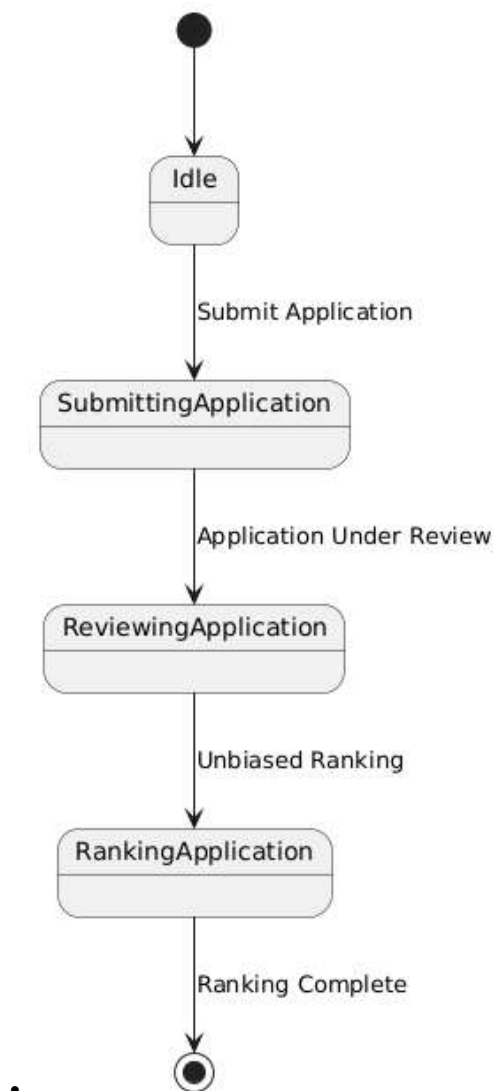 Idle
Submit Application
SubmittingApplication
Application Under Review
ReviewingApplication
Unbiased Ranking
RankingApplication
Ranking Complete